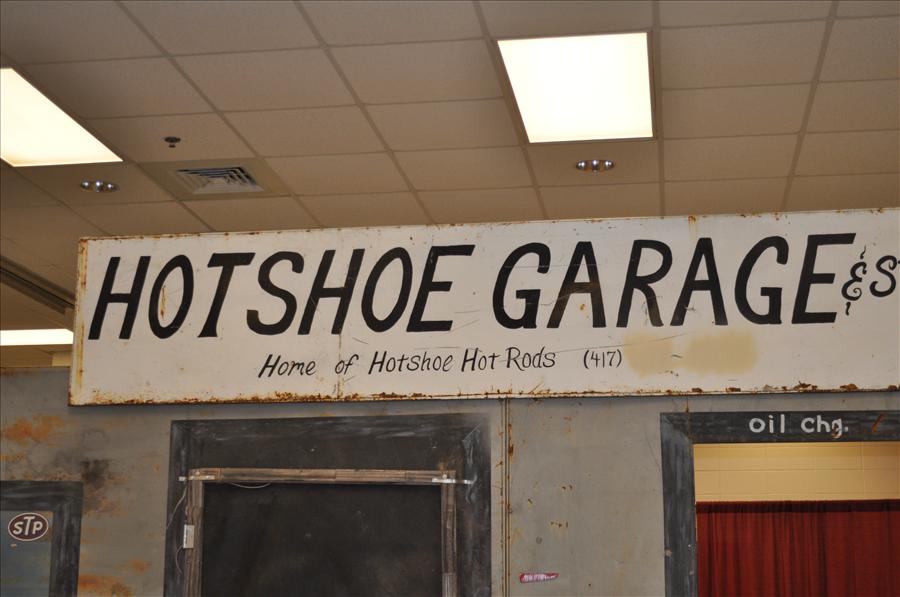 HOTSHOE GARAGE &
Home of Hotshoe Hot Rods (417)
Oil Chg.
STP